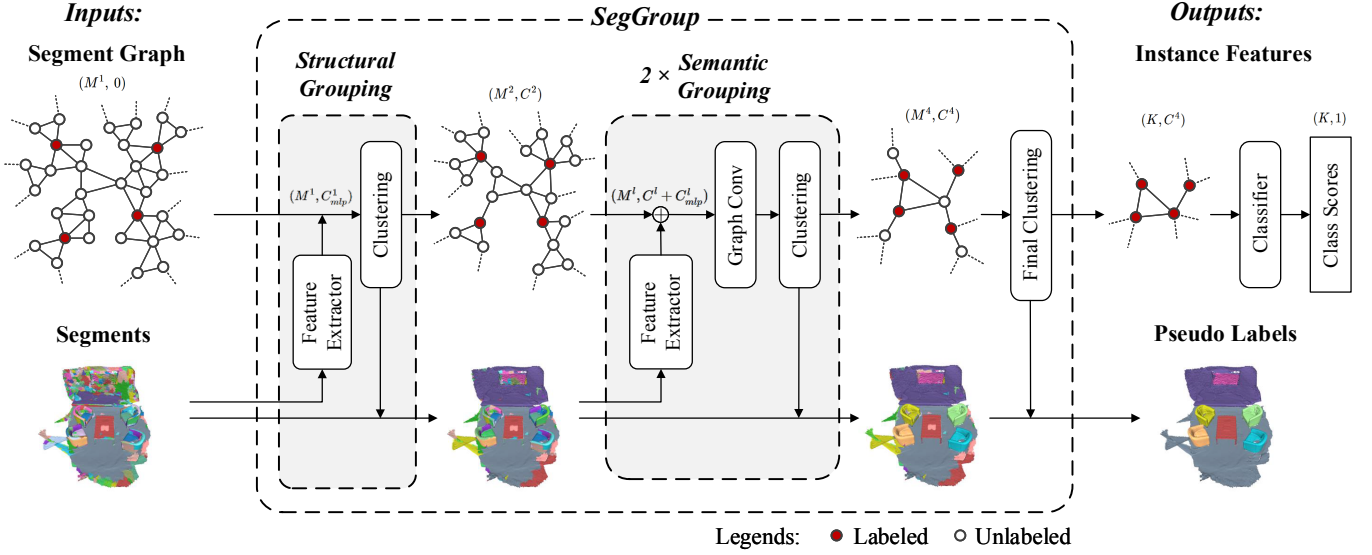 Inputs:
SegGroup
Outputs:
Segment Graph
Structural
Grouping
2 × Semantic
Grouping
Instance Features
(M¹, 0)
(M², C²)
(M⁴, C⁴)
(K, C⁴)
(K, 1)
(M¹, C¹ₘₗₚ)
(Mˡ, Cˡ + Cˡₘₗₚ)
Clustering
Graph Conv
Clustering
Final Clustering
Classifier
Class Scores
Feature
Extractor
Feature
Extractor
Segments
Pseudo Labels
Legends: Labeled Unlabeled